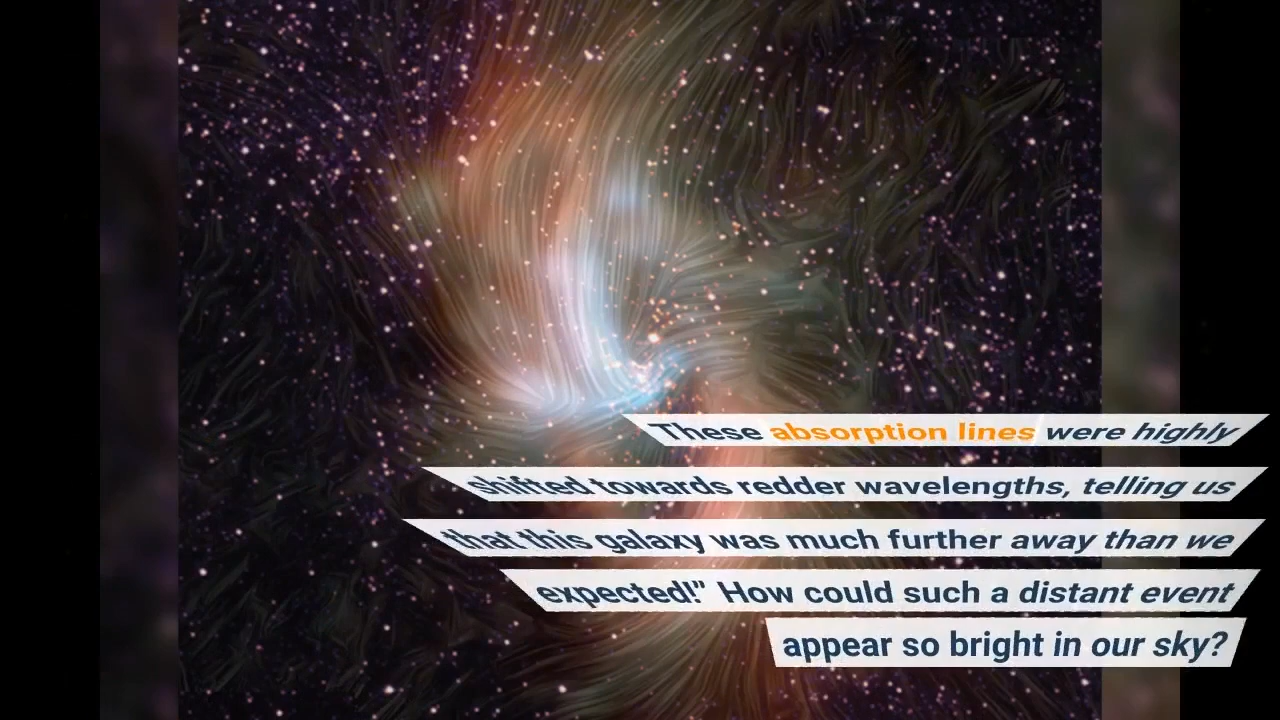 These absorption lines were highly
shifted towards redder wavelengths, telling us
that this galaxy was much further away than we
expected!” How could such a distant event
appear so bright in our sky?